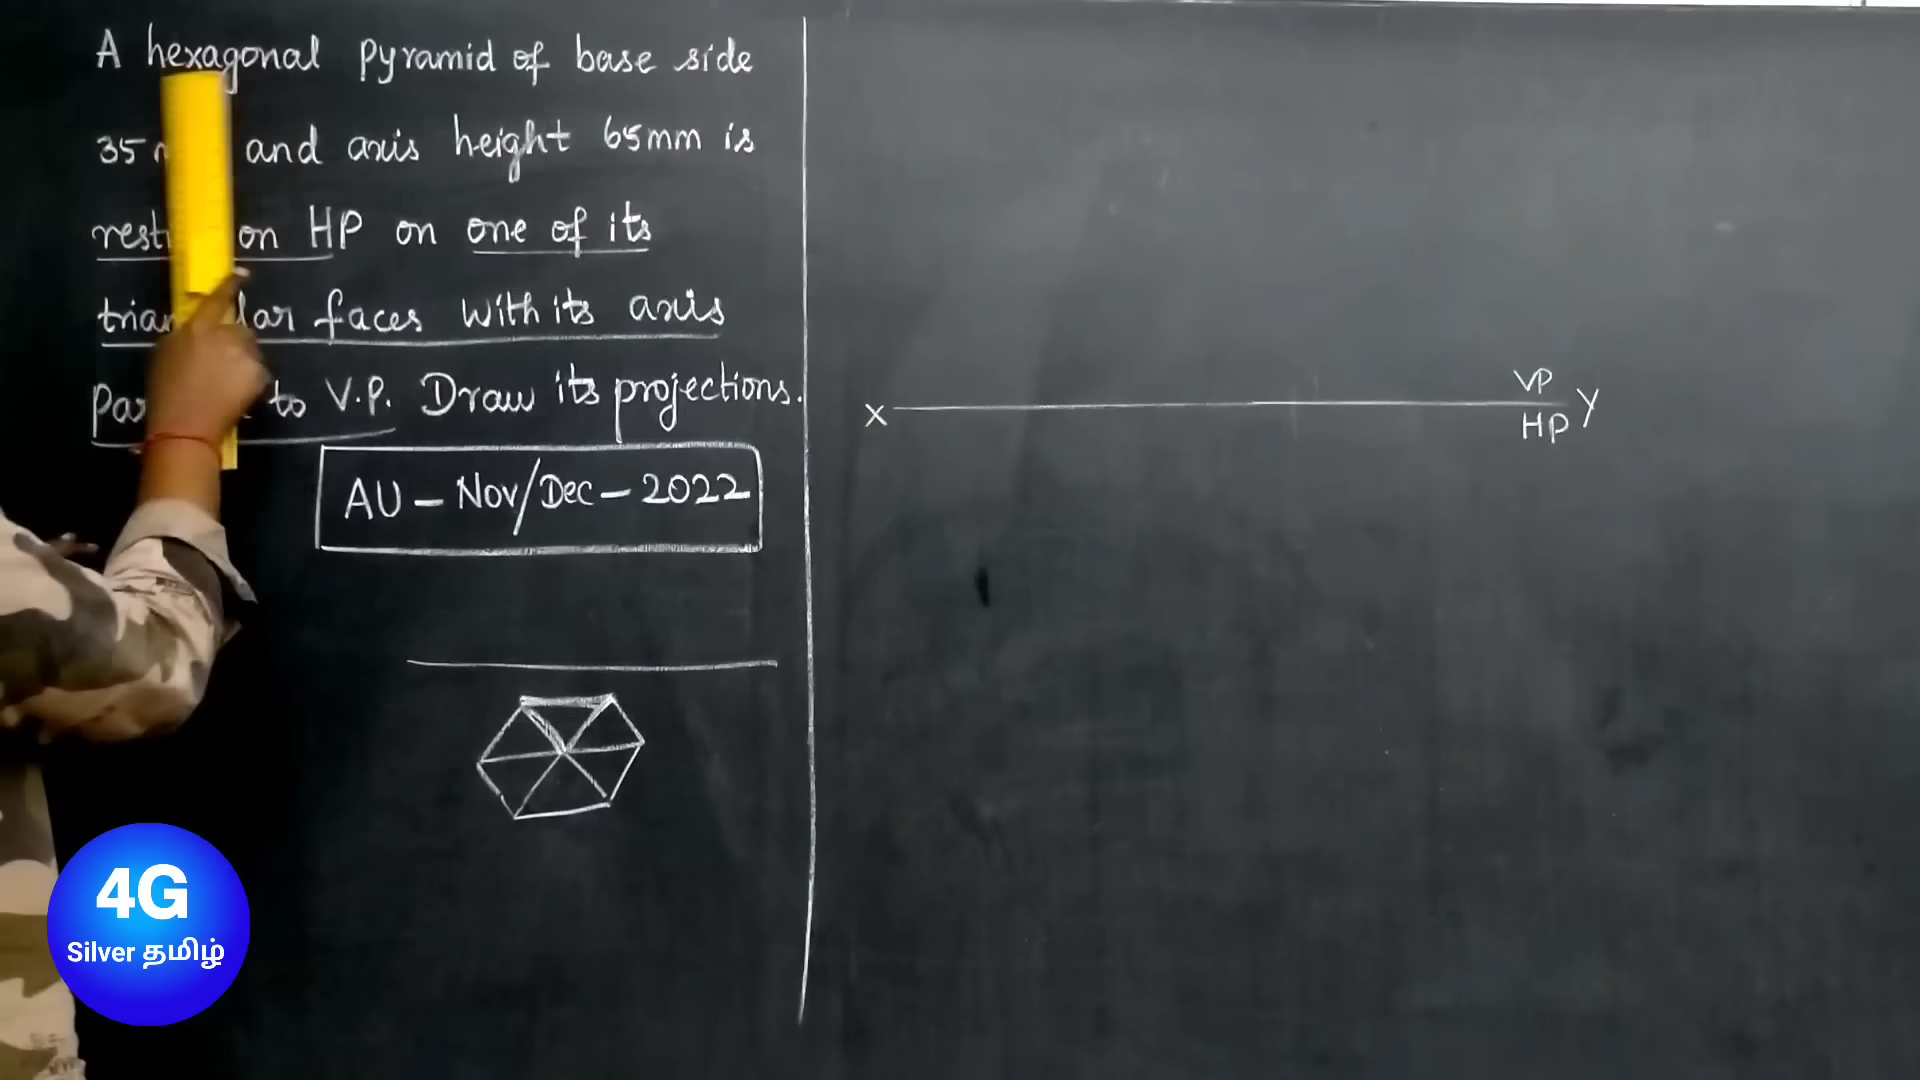 A hexagonal pyramid of base side
35 and axis height 65mm is
on HP on one of its
faces with its axis
to V.P. Draw its projections.
AU - Nov/Dec - 2022
VP
X Y
HP
4G
Silver தமிழ்